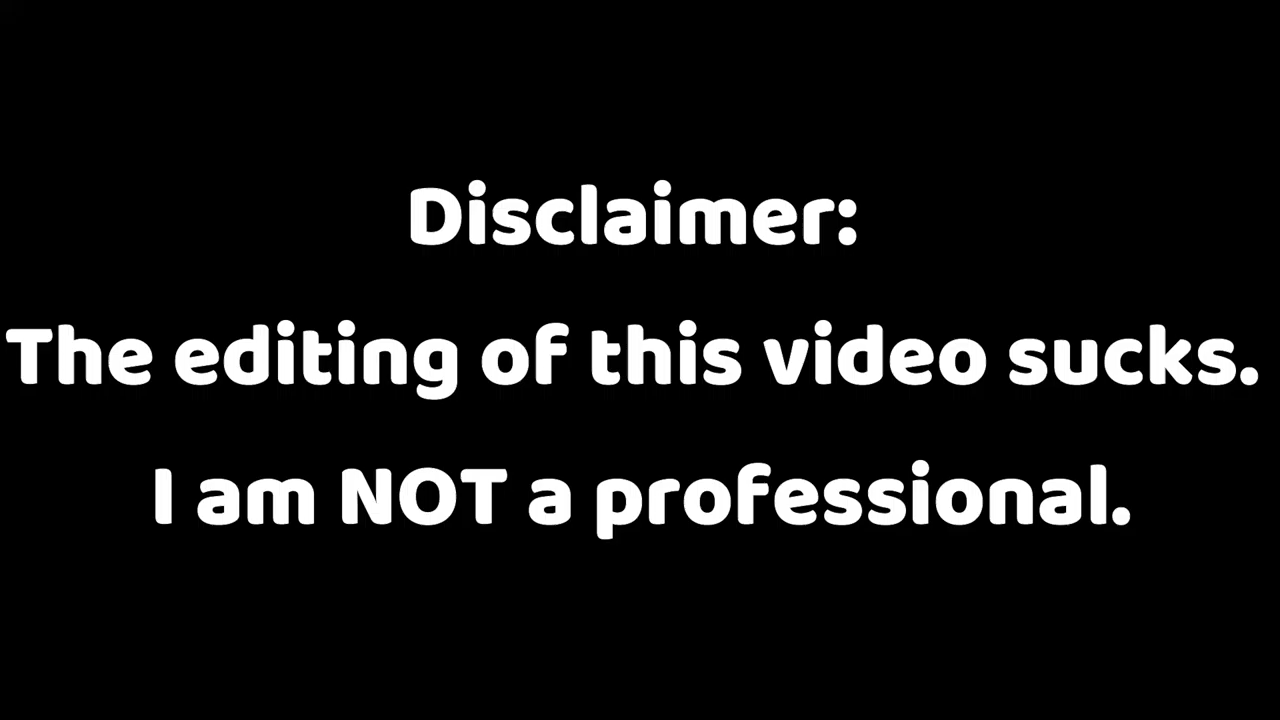 Disclaimer:
The editing of this video sucks.
I am NOT a professional.